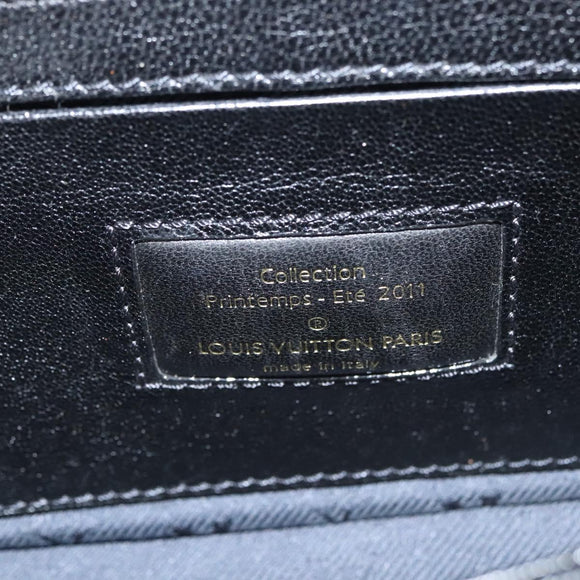 Collection
Printemps - Eté 2011
®
LOUIS VUITTON PARIS
made in Italy